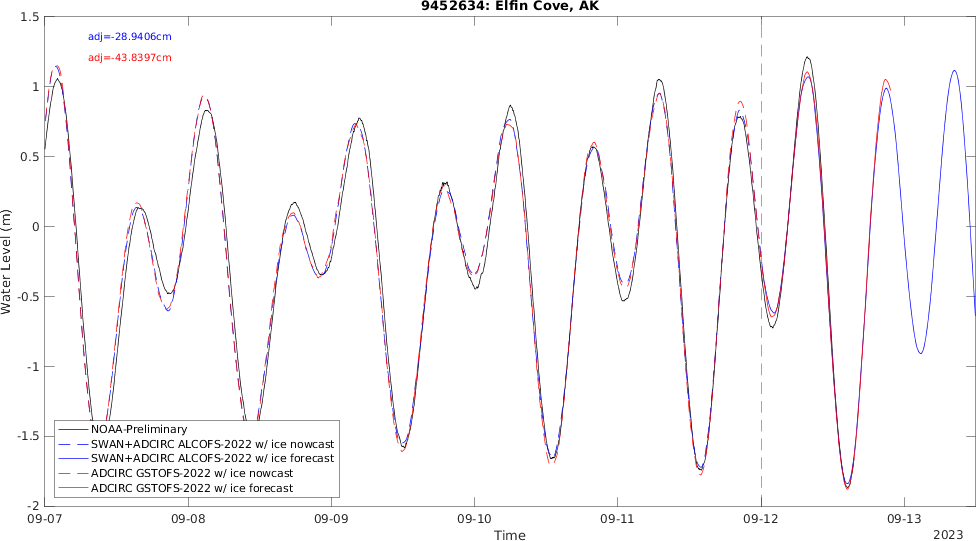 9452634: Elfin Cove, AK
adj=-28.9406cm
adj=-43.8397cm
1.5
1
0.5
0
-0.5
-1
-1.5
-2
Water Level (m)
NOAA-Preliminary
SWAN+ADCIRC ALCOFS-2022 w/ ice nowcast
SWAN+ADCIRC ALCOFS-2022 w/ ice forecast
ADCIRC GSTOFS-2022 w/ ice nowcast
ADCIRC GSTOFS-2022 w/ ice forecast
09-07 09-08 09-09 09-10 09-11 09-12 09-13
Time
2023